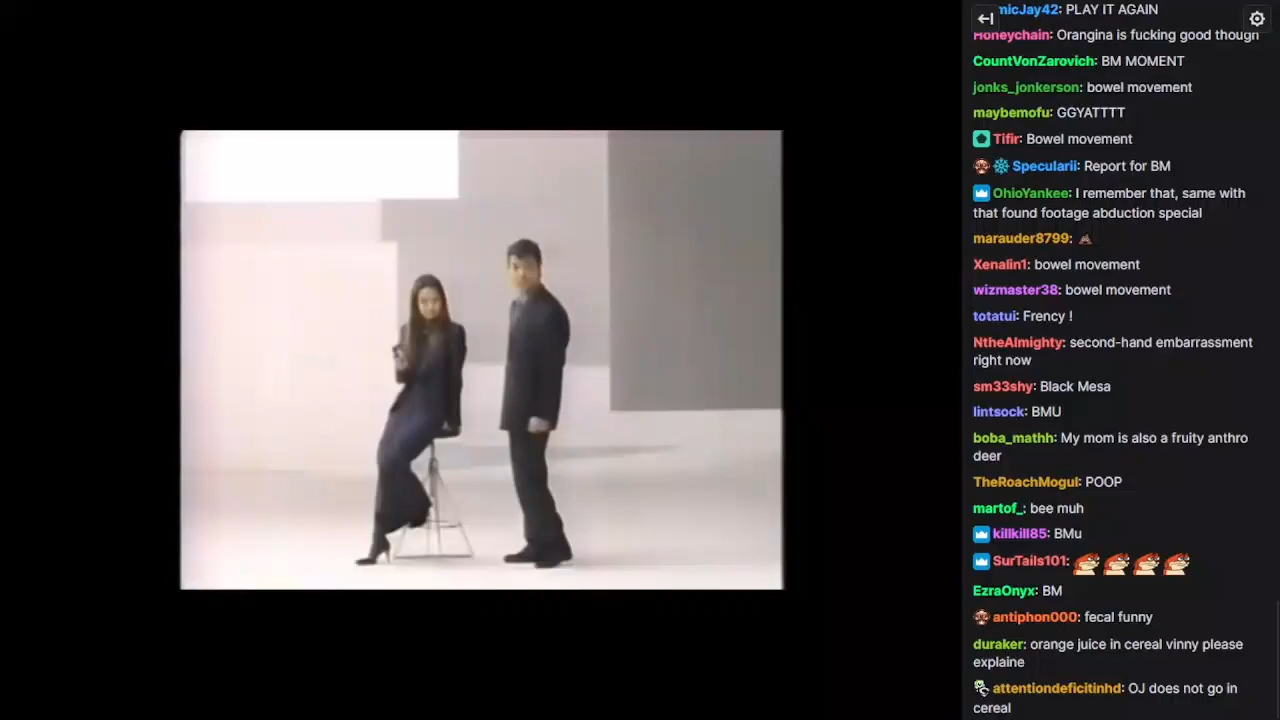 micJay42: PLAY IT AGAIN
Honeychain: Orangina is fucking good though
CountVonZarovich: BM MOMENT
jonks_jonkerson: bowel movement
maybemofu: GGYATTTT
Tifir: Bowel movement
Specularii: Report for BM
OhioYankee: I remember that, same with
that found footage abduction special
marauder8799:
Xenalin1: bowel movement
wizmaster38: bowel movement
totatui: Frency !
NtheAlmighty: second-hand embarrassment
right now
sm33shy: Black Mesa
lintsock: BMU
boba_mathh: My mom is also a fruity anthro
deer
TheRoachMogul: POOP
martof_: bee muh
killkill85: BMu
SurTails101:
EzraOnyx: BM
antiphon000: fecal funny
duraker: orange juice in cereal vinny please
explaine
attentiondeficitinhd: OJ does not go in
cereal